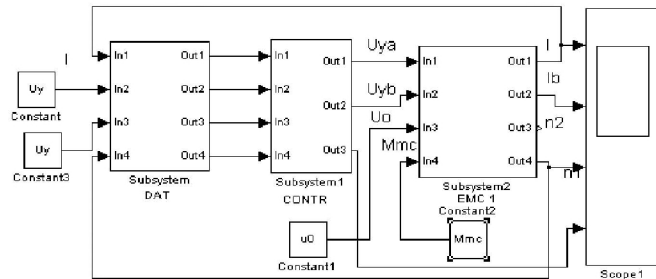 I
Uy
Constant
Uy
Constant3
In1
In2
In3
In4
Out1
Out2
Out3
Out4
Subsystem
DAT
In1
In2
In3
In4
Out1
Out2
Out3
Subsystem1
CONTR
Uya
Uyb
Uo
Mmc
u0
Constant1
In1
In2
In3
In4
Out1
Out2
Out3
Out4
Subsystem2
EMC 1
Constant2
Mmc
I
Ib
n2
n1
Scope1